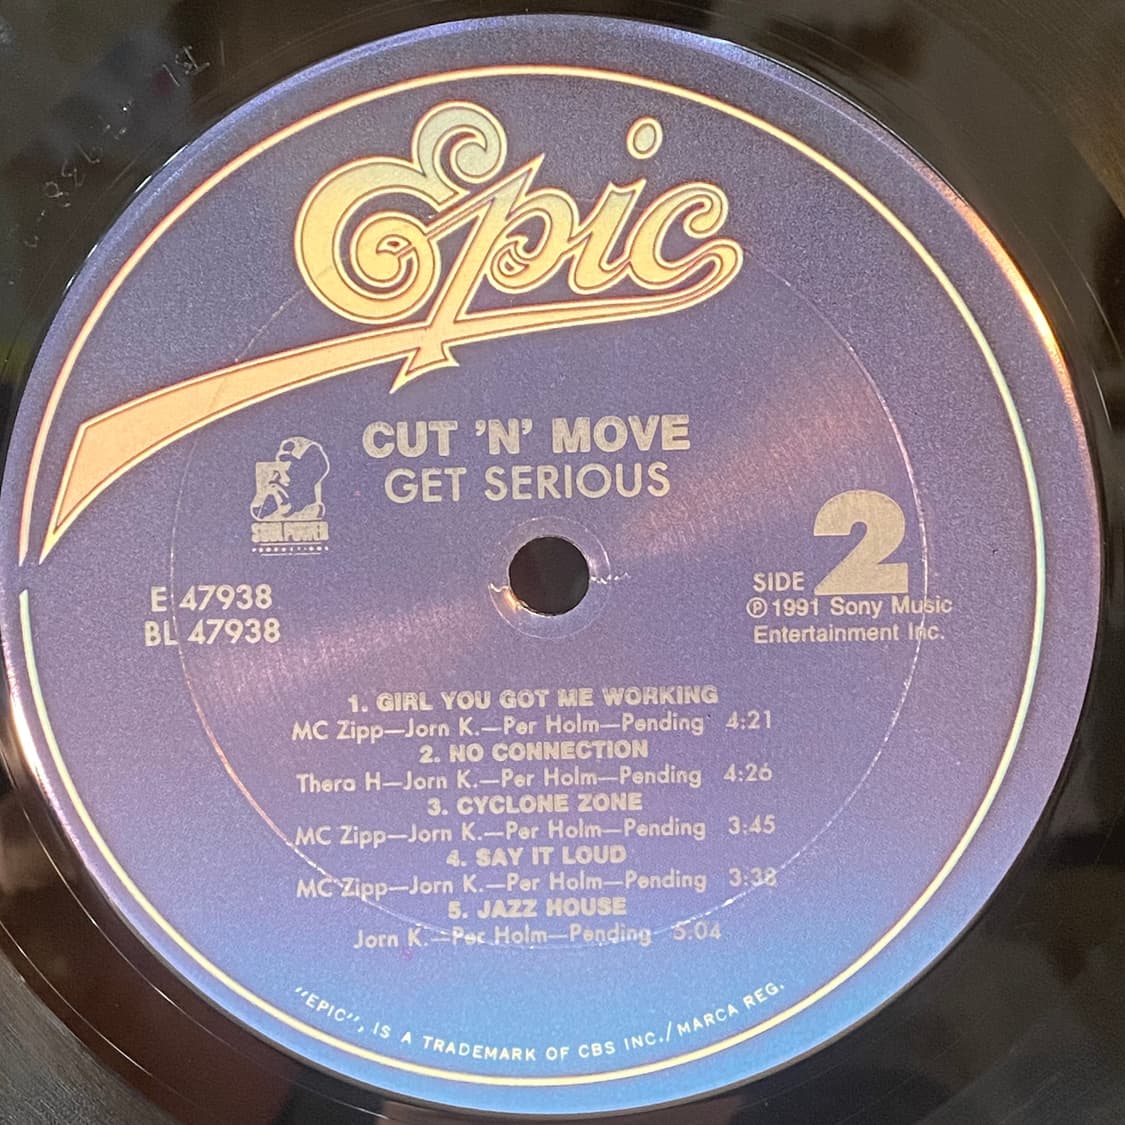 Epic
CUT 'N' MOVE
GET SERIOUS
SOULPOWER
PRODUCTIONS
E 47938
BL 47938
SIDE 2
℗ 1991 Sony Music
Entertainment Inc.
1. GIRL YOU GOT ME WORKING
MC Zipp—Jorn K.—Per Holm—Pending 4:21
2. NO CONNECTION
Thera H—Jorn K.—Per Holm—Pending 4:26
3. CYCLONE ZONE
MC Zipp—Jorn K.—Per Holm—Pending 3:45
4. SAY IT LOUD
MC Zipp—Jorn K.—Per Holm—Pending 3:38
5. JAZZ HOUSE
Jorn K.—Per Holm—Pending 5:04
"EPIC", IS A TRADEMARK OF CBS INC./MARCA REG.